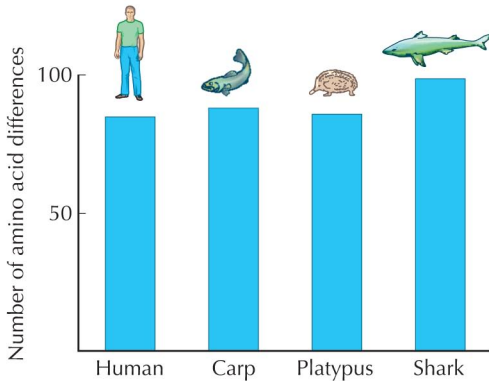 Number of amino acid differences
100
50
Human
Carp
Platypus
Shark